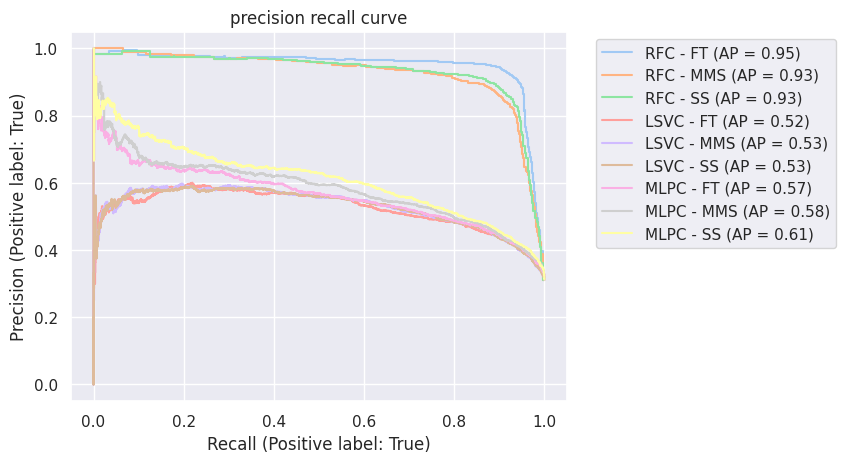 precision recall curve
Precision (Positive label: True)
1.0
0.8
0.6
0.4
0.2
0.0
0.0 0.2 0.4 0.6 0.8 1.0
Recall (Positive label: True)
RFC - FT (AP = 0.95)
RFC - MMS (AP = 0.93)
RFC - SS (AP = 0.93)
LSVC - FT (AP = 0.52)
LSVC - MMS (AP = 0.53)
LSVC - SS (AP = 0.53)
MLPC - FT (AP = 0.57)
MLPC - MMS (AP = 0.58)
MLPC - SS (AP = 0.61)